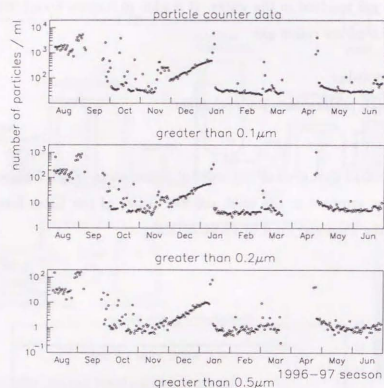 particle counter data
number of particles / ml
10⁴
10³
10²
Aug Sep Oct Nov Dec Jan Feb Mar Apr May Jun
greater than 0.1μm
10³
10²
10
1
Aug Sep Oct Nov Dec Jan Feb Mar Apr May Jun
greater than 0.2μm
10²
10
1
10⁻¹
Aug Sep Oct Nov Dec Jan Feb Mar Apr May Jun
1996-97 season
greater than 0.5μm